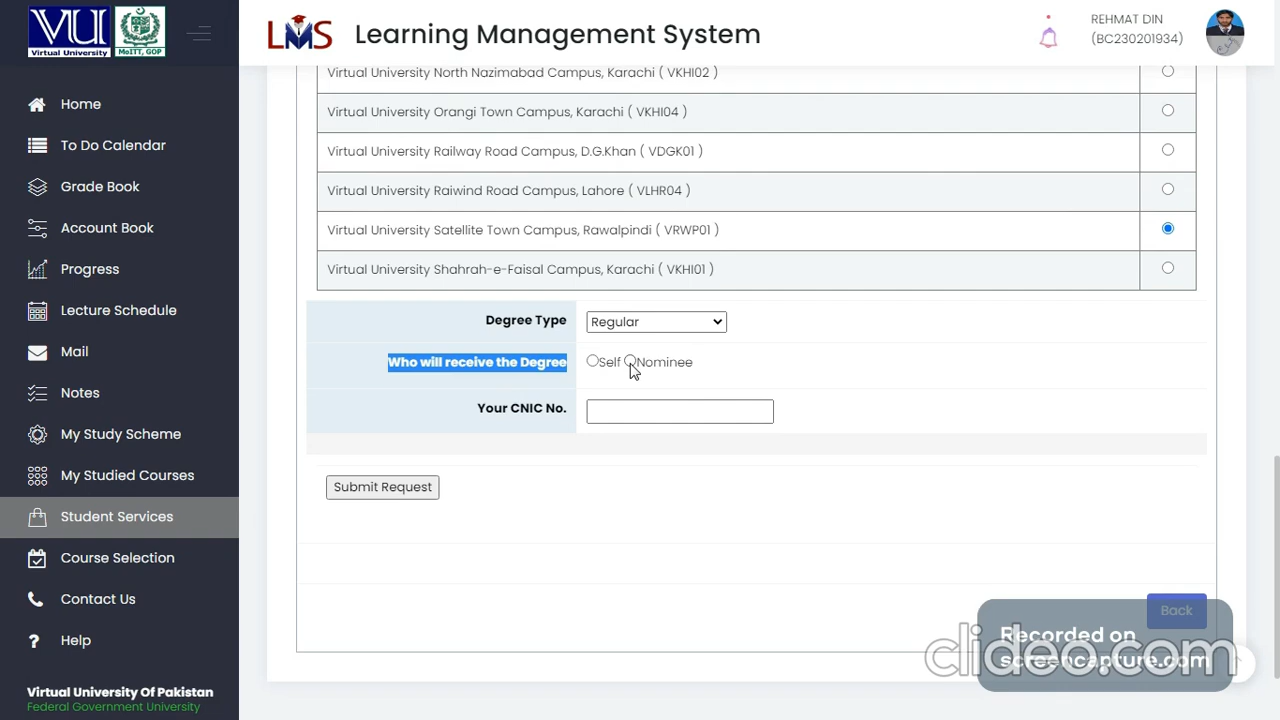 VU
Virtual University
MoITT, GOP
LMS
Learning Management System
REHMAT DIN
(BC230201934)
Home
To Do Calendar
Grade Book
Account Book
Progress
Lecture Schedule
Mail
Notes
My Study Scheme
My Studied Courses
Student Services
Course Selection
Contact Us
Help
Virtual University Of Pakistan
Federal Government University
Virtual University North Nazimabad Campus, Karachi ( VKHI02 )
Virtual University Orangi Town Campus, Karachi ( VKHI04 )
Virtual University Railway Road Campus, D.G.Khan ( VDGK01 )
Virtual University Raiwind Road Campus, Lahore ( VLHR04 )
Virtual University Satellite Town Campus, Rawalpindi ( VRWP01 )
Virtual University Shahrah-e-Faisal Campus, Karachi ( VKHI01 )
Degree Type Regular
Who will receive the Degree Self Nominee
Your CNIC No.
Submit Request
Back
Recorded on
screencapture.com
clideo.com